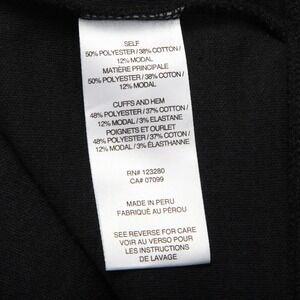 SELF
50% POLYESTER / 38% COTTON /
12% MODAL
MATIÈRE PRINCIPALE
50% POLYESTER / 38% COTON /
12% MODAL
CUFFS AND HEM
48% POLYESTER / 37% COTTON /
12% MODAL / 3% ELASTANE
POIGNETS ET OURLET
48% POLYESTER / 37% COTON /
12% MODAL / 3% ÉLASTHANNE
RN# 123280
CA# 07099
MADE IN PERU
FABRIQUÉ AU PÉROU
SEE REVERSE FOR CARE
VOIR AU VERSO POUR
LES INSTRUCTIONS
DE LAVAGE